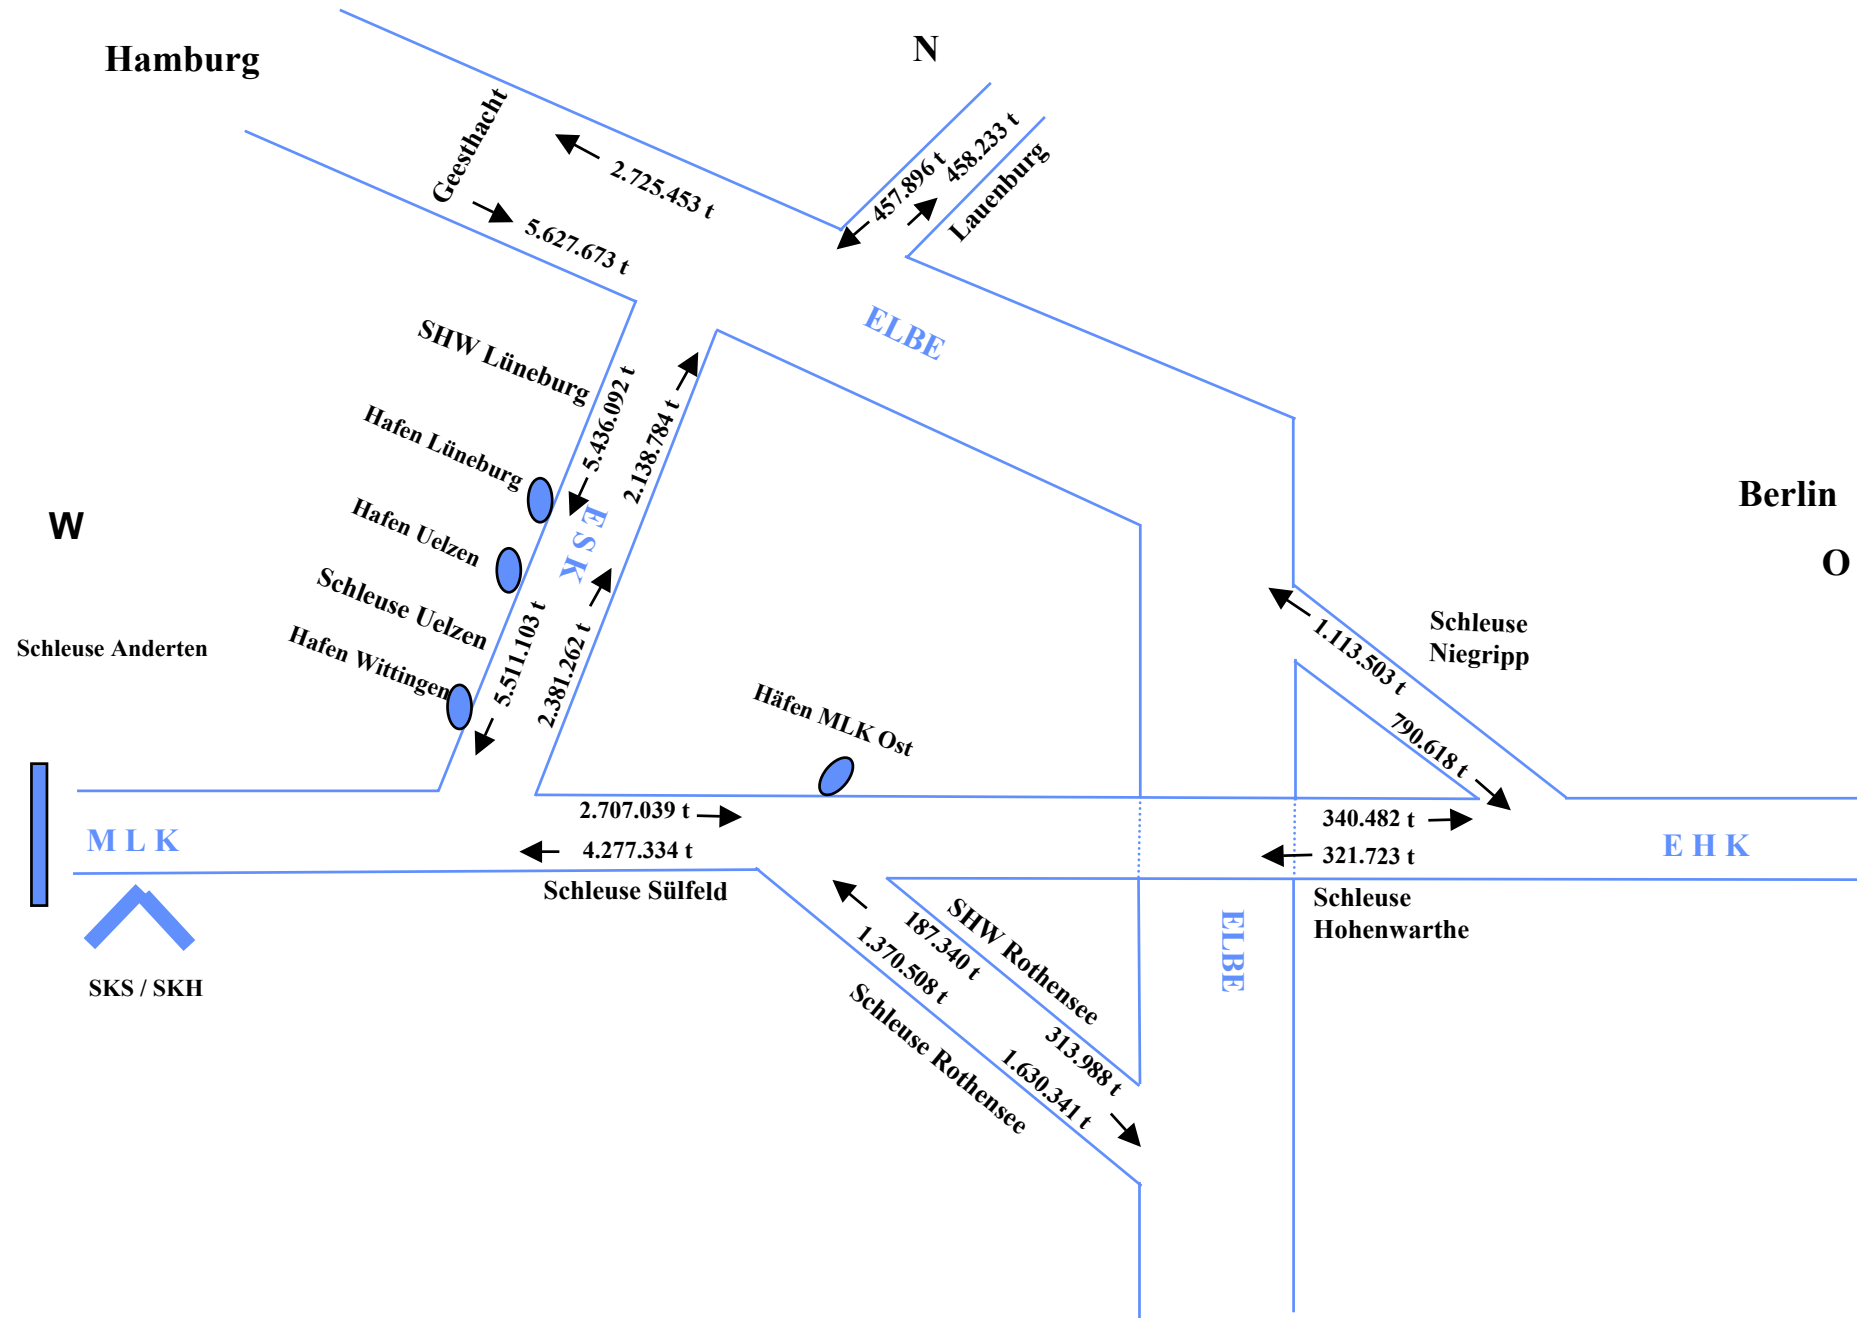 Hamburg
N
Geesthacht
2.725.453 t
5.627.673 t
457.896 t
458.233 t
Lauenburg
ELBE
SHW Lüneburg
5.436.092 t
2.138.784 t
Hafen Lüneburg
Hafen Uelzen
E S K
Schleuse Uelzen
Hafen Wittingen
5.511.103 t
2.381.262 t
W
Schleuse Anderten
Berlin
O
Schleuse
Niegripp
1.113.503 t
790.618 t
Häfen MLK Ost
2.707.039 t
340.482 t
M L K
4.277.334 t
321.723 t
E H K
Schleuse Sülfeld
Schleuse
Hohenwarthe
SHW Rothensee
187.340 t
1.370.508 t
ELBE
SKS / SKH
Schleuse Rothensee
313.988 t
1.630.341 t